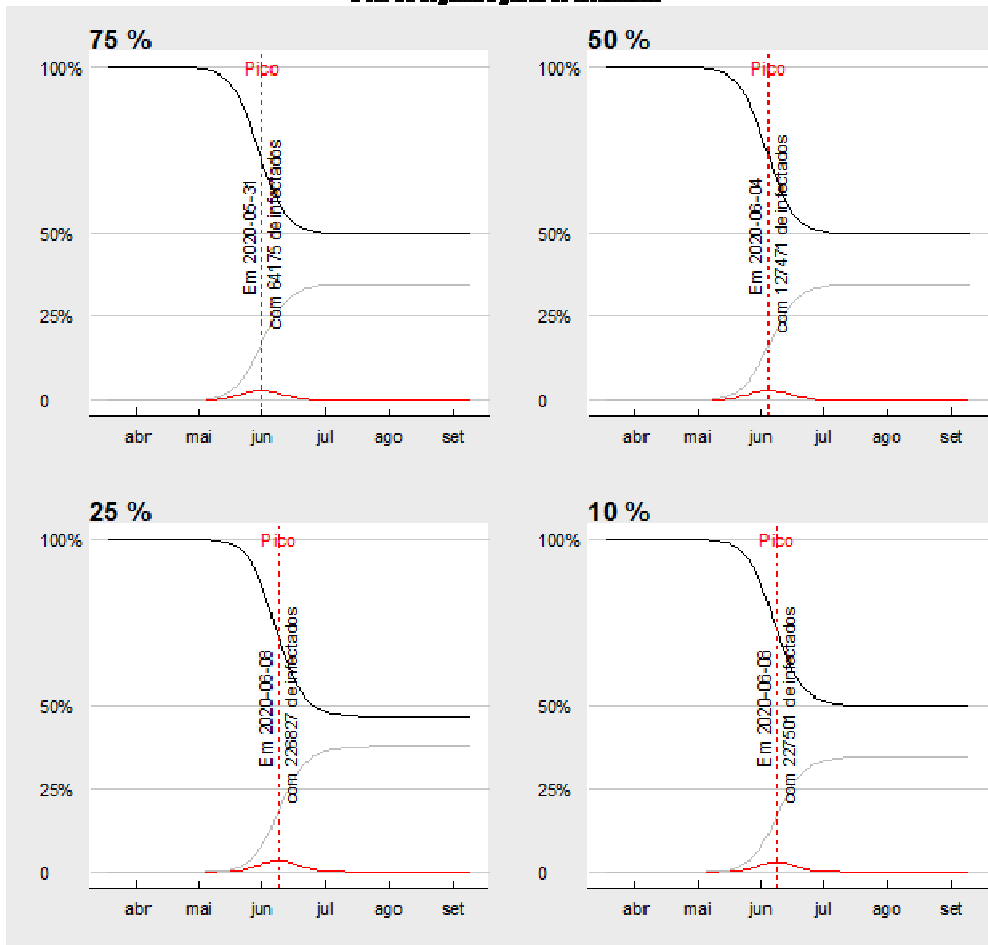 75 %
100%
50%
25%
0
Pico
Em 2020-05-31
com 64175 de infectados
abr mai jun jul ago set
50 %
100%
50%
25%
0
Pico
Em 2020-06-04
com 127471 de infectados
abr mai jun jul ago set
25 %
100%
50%
25%
0
Pico
Em 2020-06-08
com 226827 de infectados
abr mai jun jul ago set
10 %
100%
50%
25%
0
Pico
Em 2020-06-08
com 227501 de infectados
abr mai jun jul ago set